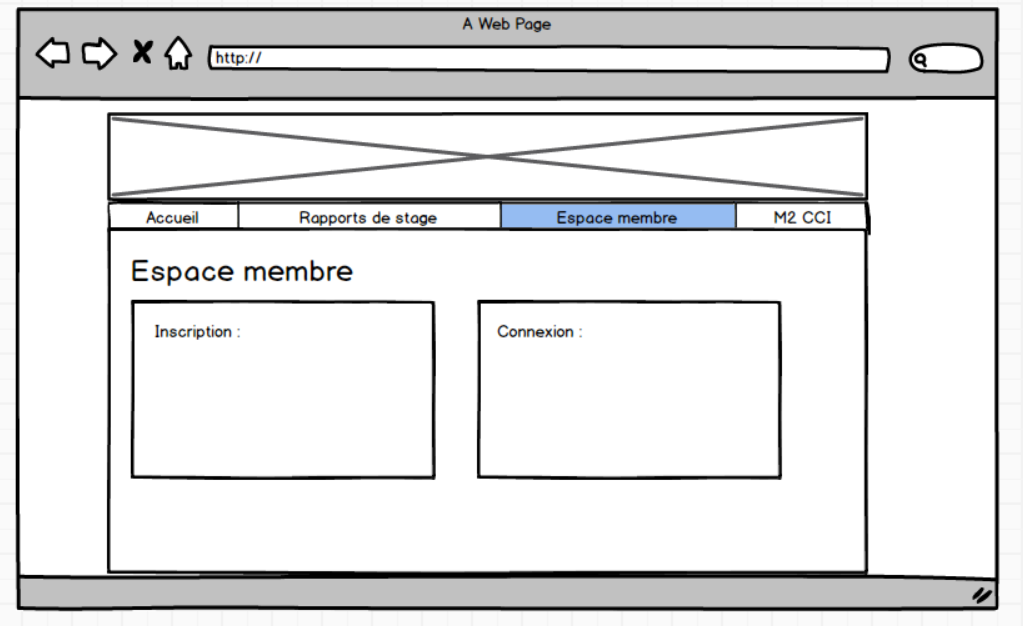 A Web Page
http://
Accueil Rapports de stage Espace membre M2 CCI
Espace membre
Inscription : Connexion :